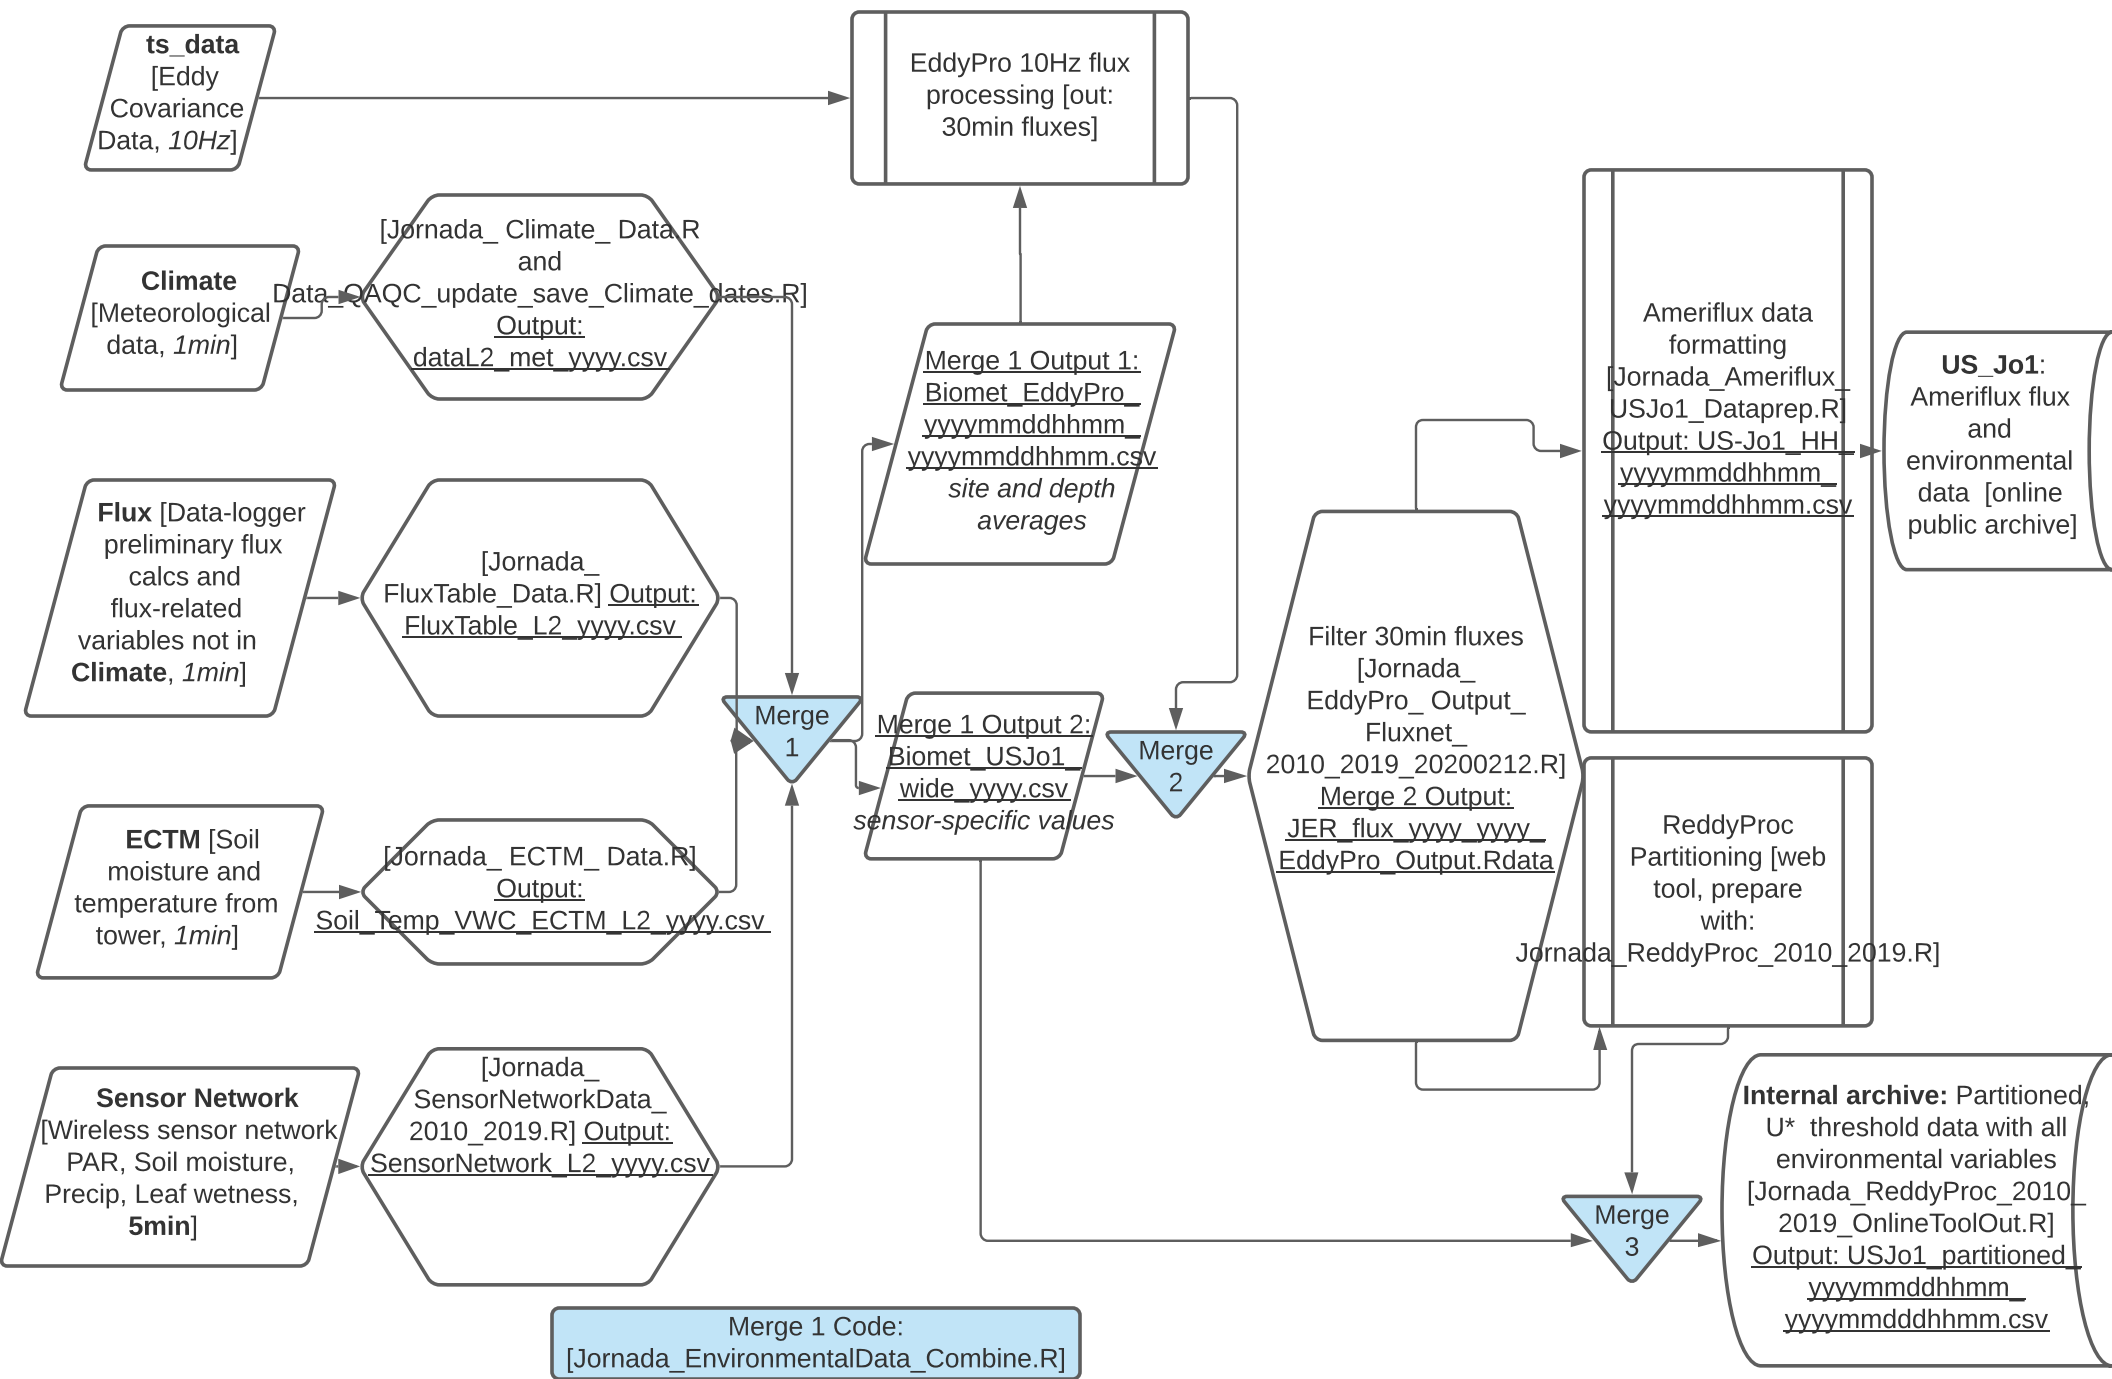 ts_data
[Eddy
Covariance
Data, 10Hz]
EddyPro 10Hz flux
processing [out:
30min fluxes]
Climate
[Meteorological
data, 1min]
[Jornada_ Climate_ Data.R
and
Data_QAQC_update_save_Climate_dates.R]
Output:
dataL2_met_yyyy.csv
Merge 1 Output 1:
Biomet_EddyPro_
yyyymmddhhmm_
yyyymmddhhmm.csv
site and depth
averages
Ameriflux data
formatting
[Jornada_Ameriflux_
USJo1_Dataprep.R]
Output: US-Jo1_HH_
yyyymmddhhmm_
yyyymmddhhmm.csv
US_Jo1:
Ameriflux flux
and
environmental
data  [online
public archive]
Flux [Data-logger
preliminary flux
calcs and
flux-related
variables not in
Climate, 1min]
[Jornada_
FluxTable_Data.R] Output:
FluxTable_L2_yyyy.csv
Merge
1
Merge 1 Output 2:
Biomet_USJo1_
wide_yyyy.csv
sensor-specific values
Merge
2
Filter 30min fluxes
[Jornada_
EddyPro_ Output_
Fluxnet_
2010_2019_20200212.R]
Merge 2 Output:
JER_flux_yyyy_yyyy_
EddyPro_Output.Rdata
ReddyProc
Partitioning [web
tool, prepare
with:
Jornada_ReddyProc_2010_2019.R]
ECTM [Soil
moisture and
temperature from
tower, 1min]
[Jornada_ ECTM_ Data.R]
Output:
Soil_Temp_VWC_ECTM_L2_yyyy.csv
Sensor Network
[Wireless sensor network
PAR, Soil moisture,
Precip, Leaf wetness,
5min]
[Jornada_
SensorNetworkData_
2010_2019.R] Output:
SensorNetwork_L2_yyyy.csv
Merge
3
Internal archive: Partitioned,
U*  threshold data with all
environmental variables
[Jornada_ReddyProc_2010_
2019_OnlineToolOut.R]
Output: USJo1_partitioned_
yyyymmddhhmm_
yyyymmdddhhmm.csv
Merge 1 Code:
[Jornada_EnvironmentalData_Combine.R]